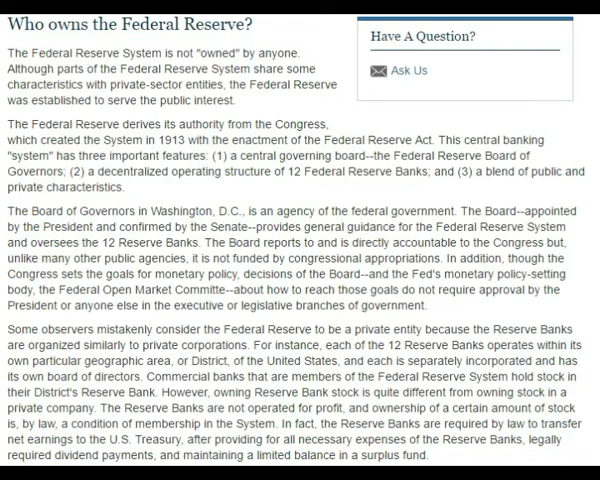 Who owns the Federal Reserve?
The Federal Reserve System is not "owned" by anyone.
Although parts of the Federal Reserve System share some
characteristics with private-sector entities, the Federal Reserve
was established to serve the public interest.
Have A Question?
Ask Us
The Federal Reserve derives its authority from the Congress,
which created the System in 1913 with the enactment of the Federal Reserve Act. This central banking
"system" has three important features: (1) a central governing board--the Federal Reserve Board of
Governors; (2) a decentralized operating structure of 12 Federal Reserve Banks; and (3) a blend of public and
private characteristics.
The Board of Governors in Washington, D.C., is an agency of the federal government. The Board--appointed
by the President and confirmed by the Senate--provides general guidance for the Federal Reserve System
and oversees the 12 Reserve Banks. The Board reports to and is directly accountable to the Congress but,
unlike many other public agencies, it is not funded by congressional appropriations. In addition, though the
Congress sets the goals for monetary policy, decisions of the Board--and the Fed's monetary policy-setting
body, the Federal Open Market Committe--about how to reach those goals do not require approval by the
President or anyone else in the executive or legislative branches of government.
Some observers mistakenly consider the Federal Reserve to be a private entity because the Reserve Banks
are organized similarly to private corporations. For instance, each of the 12 Reserve Banks operates within its
own particular geographic area, or District, of the United States, and each is separately incorporated and has
its own board of directors. Commercial banks that are members of the Federal Reserve System hold stock in
their District's Reserve Bank. However, owning Reserve Bank stock is quite different from owning stock in a
private company. The Reserve Banks are not operated for profit, and ownership of a certain amount of stock
is, by law, a condition of membership in the System. In fact, the Reserve Banks are required by law to transfer
net earnings to the U.S. Treasury, after providing for all necessary expenses of the Reserve Banks, legally
required dividend payments, and maintaining a limited balance in a surplus fund.